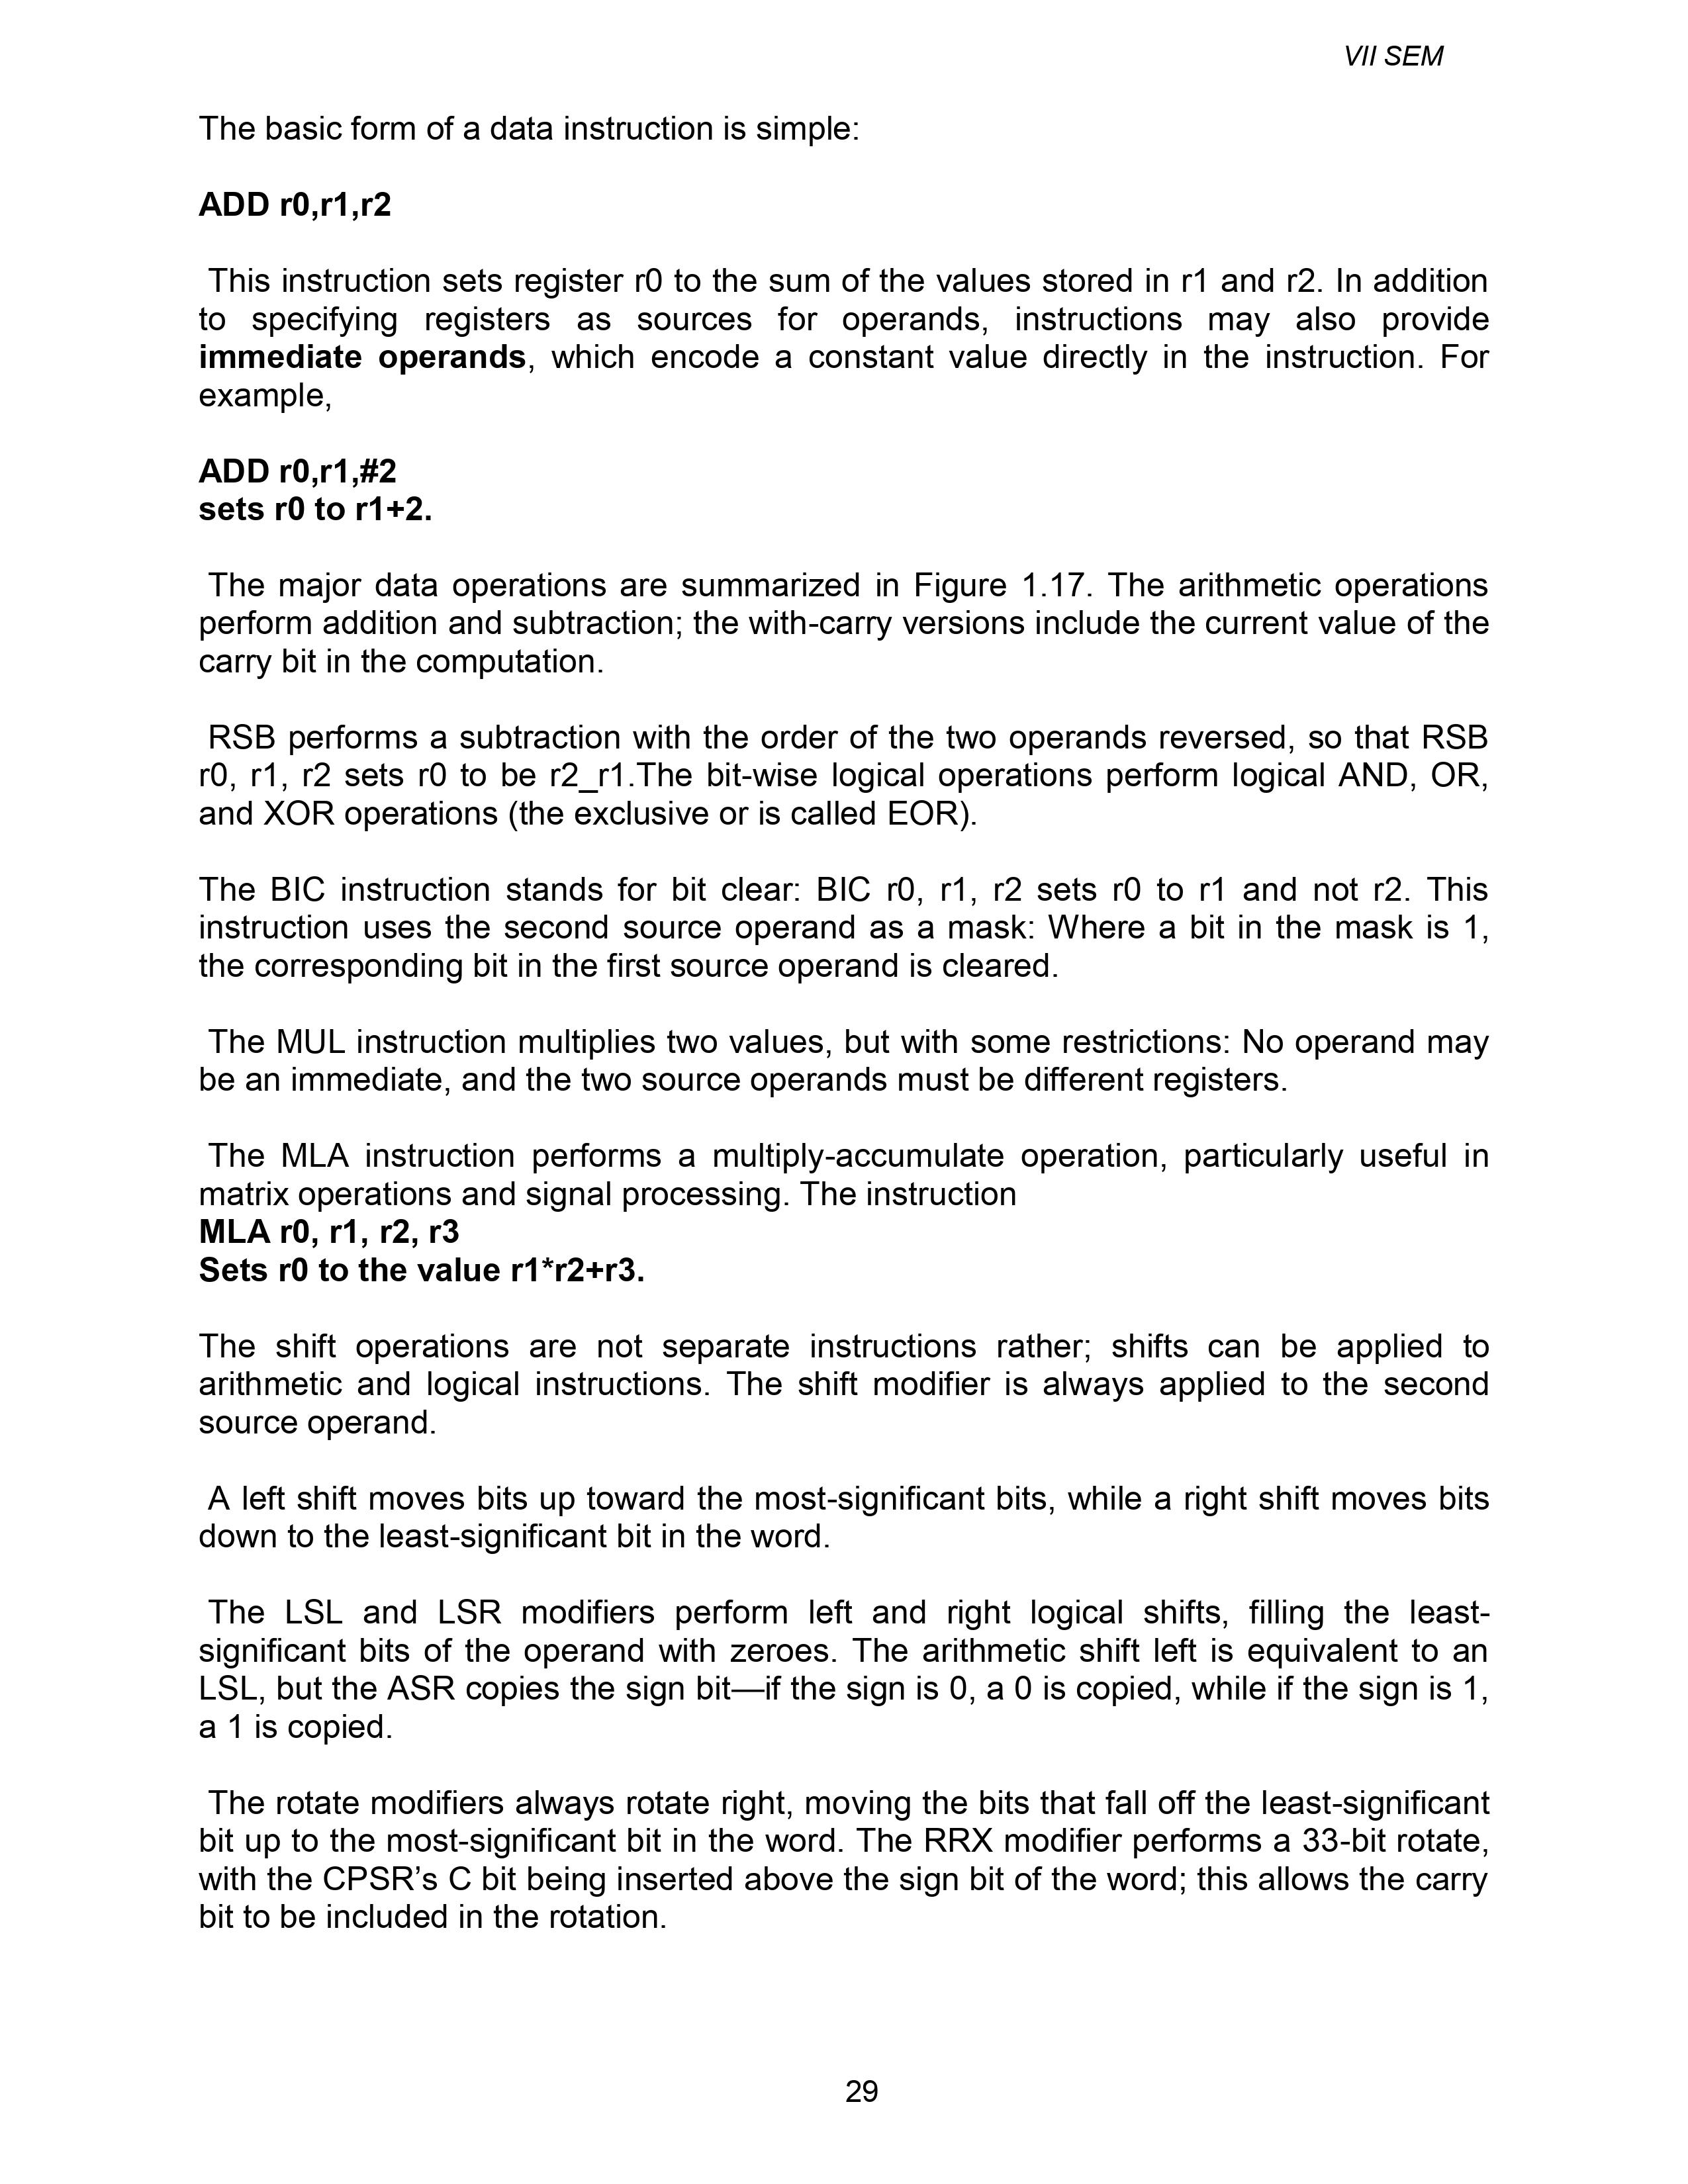 VII SEM
The basic form of a data instruction is simple:
ADD r0,r1,r2
This instruction sets register r0 to the sum of the values stored in r1 and r2. In addition
to specifying registers as sources for operands, instructions may also provide
immediate operands, which encode a constant value directly in the instruction. For
example,
ADD r0,r1,#2
sets r0 to r1+2.
The major data operations are summarized in Figure 1.17. The arithmetic operations
perform addition and subtraction; the with-carry versions include the current value of the
carry bit in the computation.
RSB performs a subtraction with the order of the two operands reversed, so that RSB
r0, r1, r2 sets r0 to be r2_r1.The bit-wise logical operations perform logical AND, OR,
and XOR operations (the exclusive or is called EOR).
The BIC instruction stands for bit clear: BIC r0, r1, r2 sets r0 to r1 and not r2. This
instruction uses the second source operand as a mask: Where a bit in the mask is 1,
the corresponding bit in the first source operand is cleared.
The MUL instruction multiplies two values, but with some restrictions: No operand may
be an immediate, and the two source operands must be different registers.
The MLA instruction performs a multiply-accumulate operation, particularly useful in
matrix operations and signal processing. The instruction
MLA r0, r1, r2, r3
Sets r0 to the value r1*r2+r3.
The shift operations are not separate instructions rather; shifts can be applied to
arithmetic and logical instructions. The shift modifier is always applied to the second
source operand.
A left shift moves bits up toward the most-significant bits, while a right shift moves bits
down to the least-significant bit in the word.
The LSL and LSR modifiers perform left and right logical shifts, filling the least-
significant bits of the operand with zeroes. The arithmetic shift left is equivalent to an
LSL, but the ASR copies the sign bit—if the sign is 0, a 0 is copied, while if the sign is 1,
a 1 is copied.
The rotate modifiers always rotate right, moving the bits that fall off the least-significant
bit up to the most-significant bit in the word. The RRX modifier performs a 33-bit rotate,
with the CPSR’s C bit being inserted above the sign bit of the word; this allows the carry
bit to be included in the rotation.
29